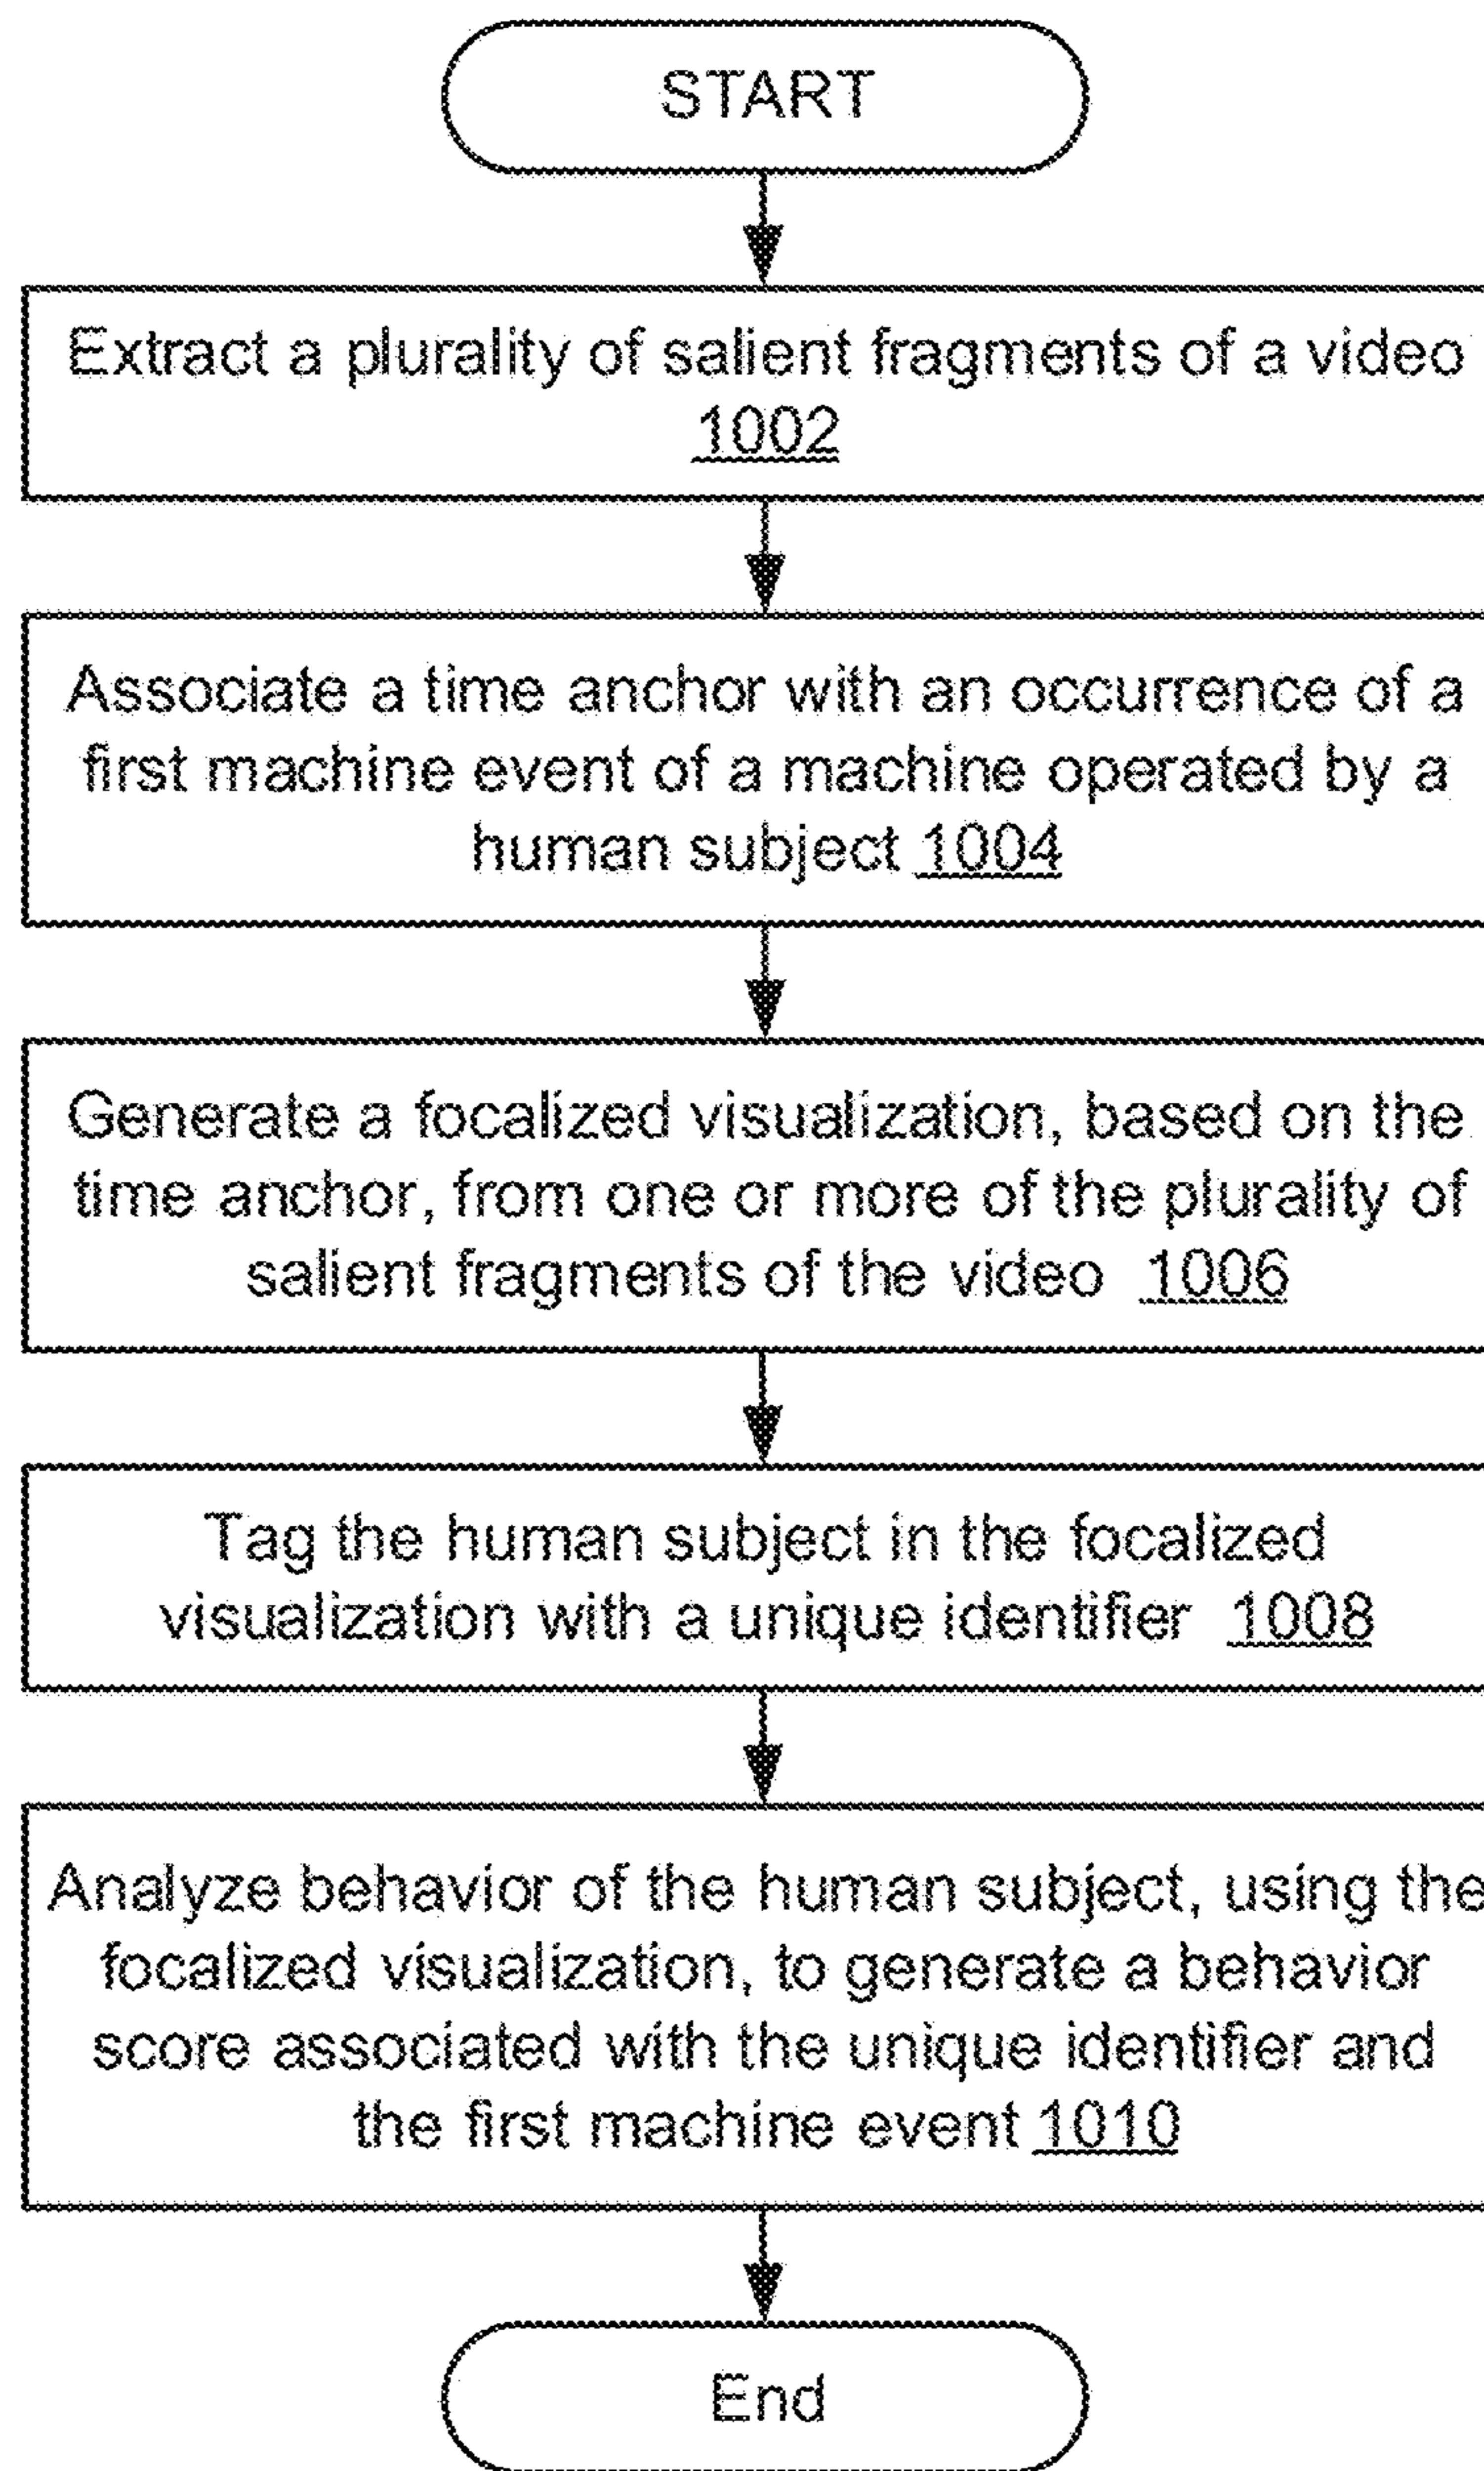 START
Extract a plurality of salient fragments of a video
1002
Associate a time anchor with an occurrence of a
first machine event of a machine operated by a
human subject 1004
Generate a focalized visualization, based on the
time anchor, from one or more of the plurality of
salient fragments of the video 1006
Tag the human subject in the focalized
visualization with a unique identifier 1008
Analyze behavior of the human subject, using the
focalized visualization, to generate a behavior
score associated with the unique identifier and
the first machine event 1010
End